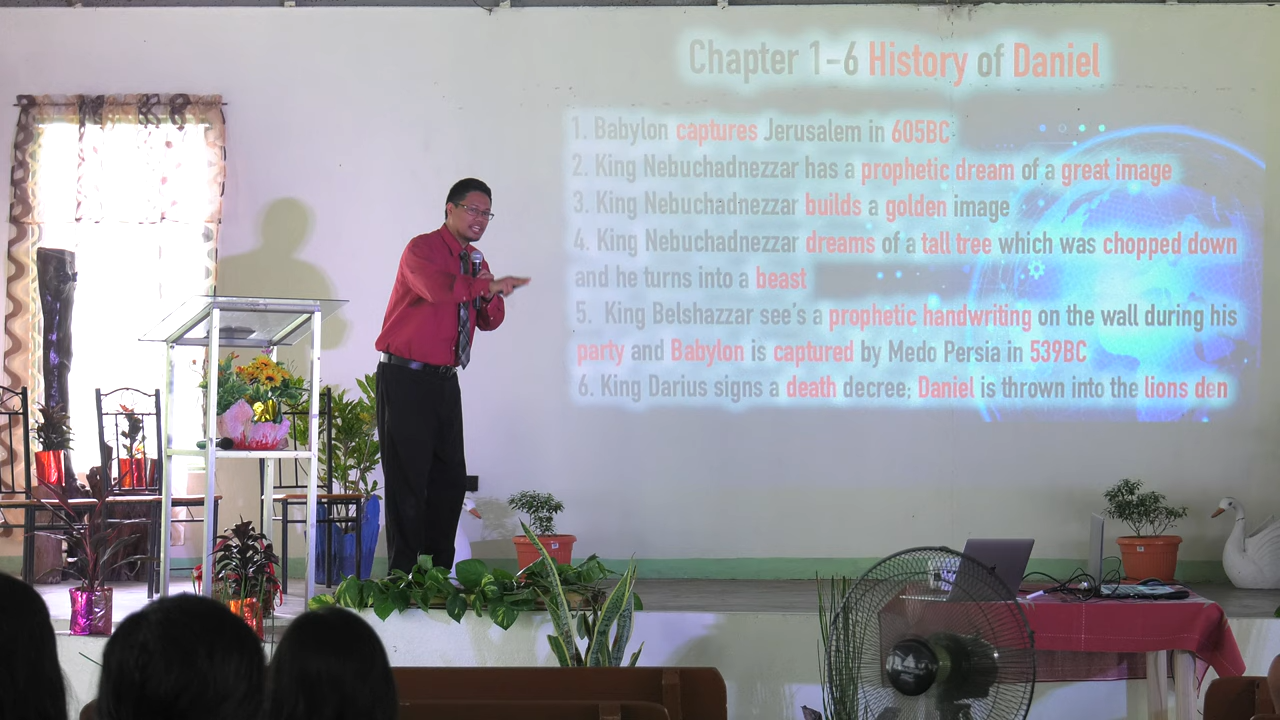 Chapter 1-6 History of Daniel
1. Babylon captures Jerusalem in 605BC
2. King Nebuchadnezzar has a prophetic dream of a great image
3. King Nebuchadnezzar builds a golden image
4. King Nebuchadnezzar dreams of a tall tree which was chopped down
and he turns into a beast
5. King Belshazzar see's a prophetic handwriting on the wall during his
party and Babylon is captured by Medo Persia in 539BC
6. King Darius signs a death decree; Daniel is thrown into the lions den